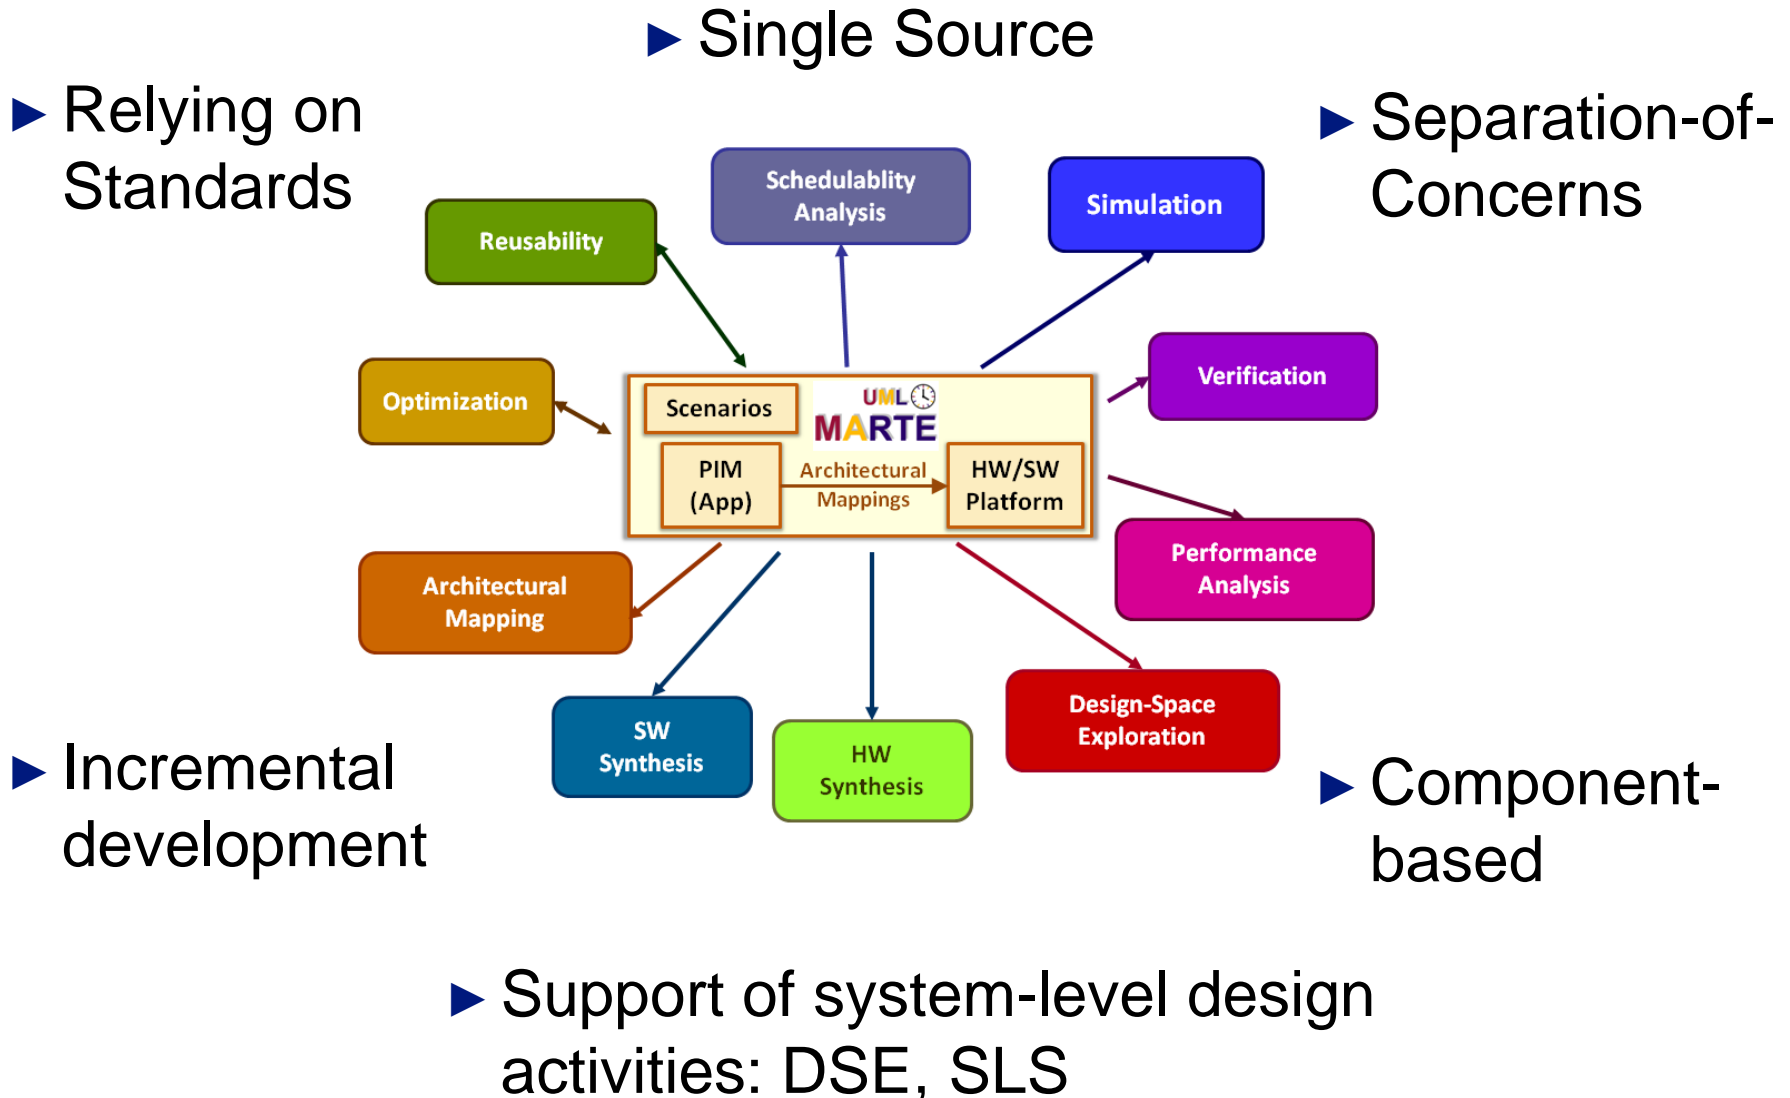 ► Single Source
► Relying on
Standards
► Separation-of-
Concerns
Schedulablity
Analysis
Simulation
Reusability
Verification
Optimization
Scenarios
UML
MARTE
PIM
(App)
Architectural
Mappings
HW/SW
Platform
Performance
Analysis
Architectural
Mapping
Design-Space
Exploration
SW
Synthesis
HW
Synthesis
► Incremental
development
► Component-
based
► Support of system-level design
activities: DSE, SLS